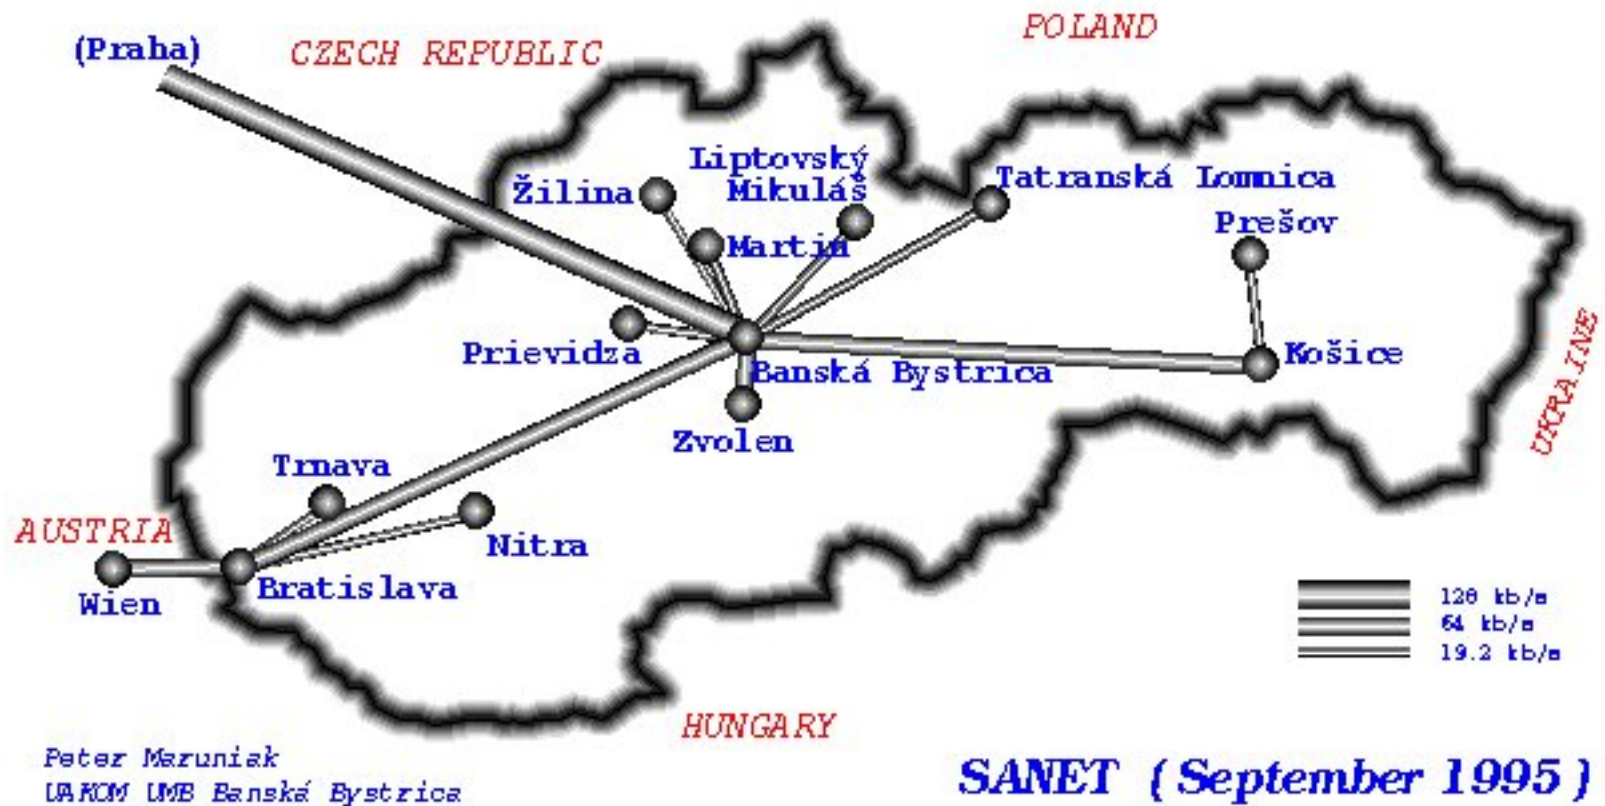 (Praha)
CZECH REPUBLIC
POLAND
Liptovský
Mikuláš
Žilina
Tatranská Lomnica
Prešov
Martin
Prievidza
Banská Bystrica
Košice
UKRAINE
Zvolen
Trnava
AUSTRIA
Nitra
Wien
Bratislava
128 kb/s
64 kb/s
19.2 kb/s
HUNGARY
Peter Maruniak
UAKOM UMB Banská Bystrica
SANET (September 1995)